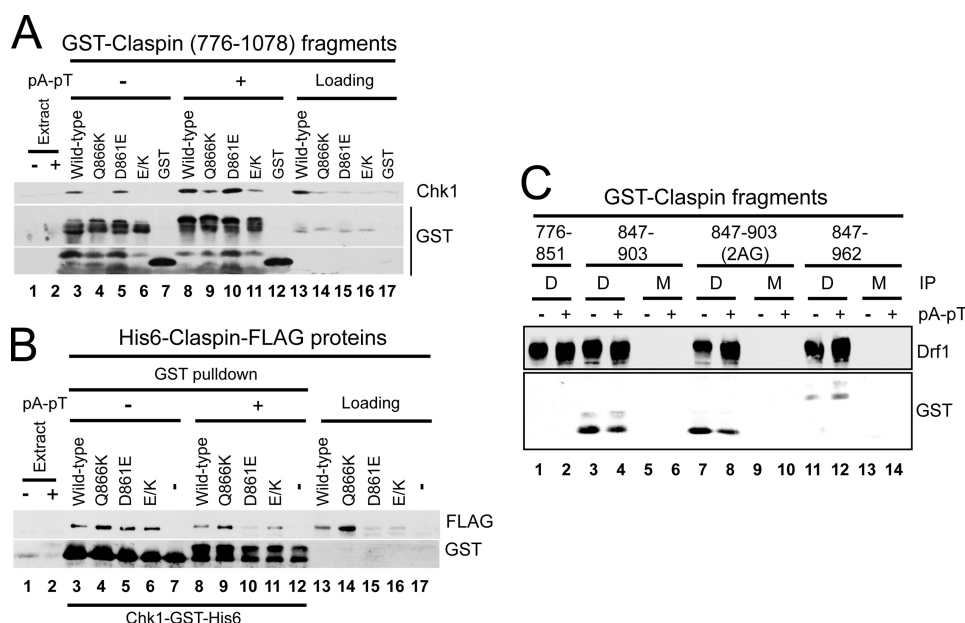 A
GST-Claspin (776-1078) fragments
pA-pT - + Loading
Extract
Wild-type Q866K D861E E/K GST Wild-type Q866K D861E E/K GST Wild-type Q866K D861E E/K GST
- +
Chk1
GST
1 2 3 4 5 6 7 8 9 10 11 12 13 14 15 16 17
B
His6-Claspin-FLAG proteins
GST pulldown
pA-pT - + Loading
Extract
Wild-type Q866K D861E E/K - Wild-type Q866K D861E E/K - Wild-type Q866K D861E E/K -
- +
FLAG
GST
1 2 3 4 5 6 7 8 9 10 11 12 13 14 15 16 17
Chk1-GST-His6
C
GST-Claspin fragments
776- 847- 847-903 847-
851 903 (2AG) 962
D D M D M D M IP
- + - + - + - + - + - + - + pA-pT
Drf1
GST
1 2 3 4 5 6 7 8 9 10 11 12 13 14